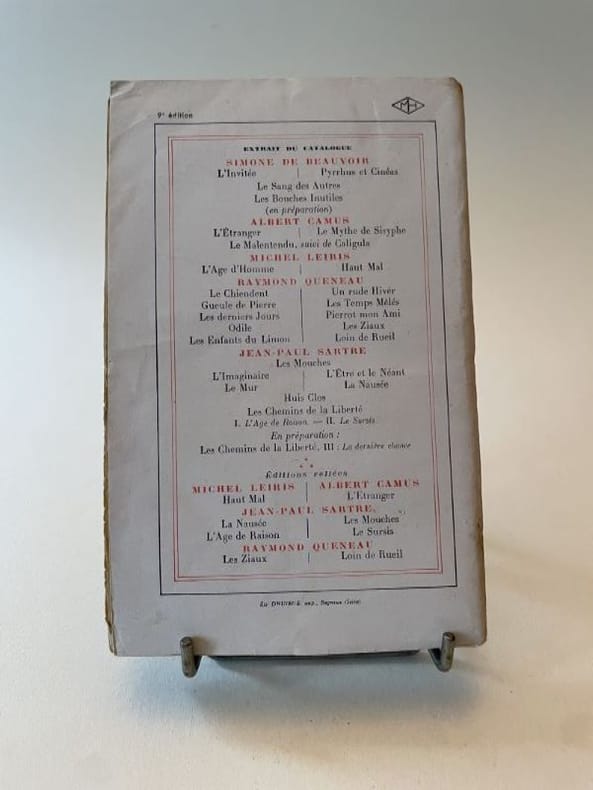 9e édition
MH
EXTRAIT DU CATALOGUE
SIMONE DE BEAUVOIR
L'Invitée | Pyrrhus et Cinéas
Le Sang des Autres
Les Bouches Inutiles
(en préparation)
ALBERT CAMUS
L'Étranger | Le Mythe de Sisyphe
Le Malentendu, suivi de Caligula
MICHEL LEIRIS
L'Age d'Homme | Haut Mal
RAYMOND QUENEAU
Le Chiendent | Un rude Hiver
Gueule de Pierre | Les Temps Mêlés
Les derniers Jours | Pierrot mon Ami
Odile | Les Ziaux
Les Enfants du Limon | Loin de Rueil
JEAN-PAUL SARTRE
Les Mouches
L'Imaginaire | L'Être et le Néant
Le Mur | La Nausée
Huis Clos
Les Chemins de la Liberté
I. L'Age de Raison. — II. Le Sursis.
En préparation :
Les Chemins de la Liberté, III : La dernière chance
Éditions reliées
MICHEL LEIRIS | ALBERT CAMUS
Haut Mal | L'Étranger
JEAN-PAUL SARTRE.
La Nausée | Les Mouches
L'Age de Raison | Le Sursis
RAYMOND QUENEAU
Les Ziaux | Loin de Rueil